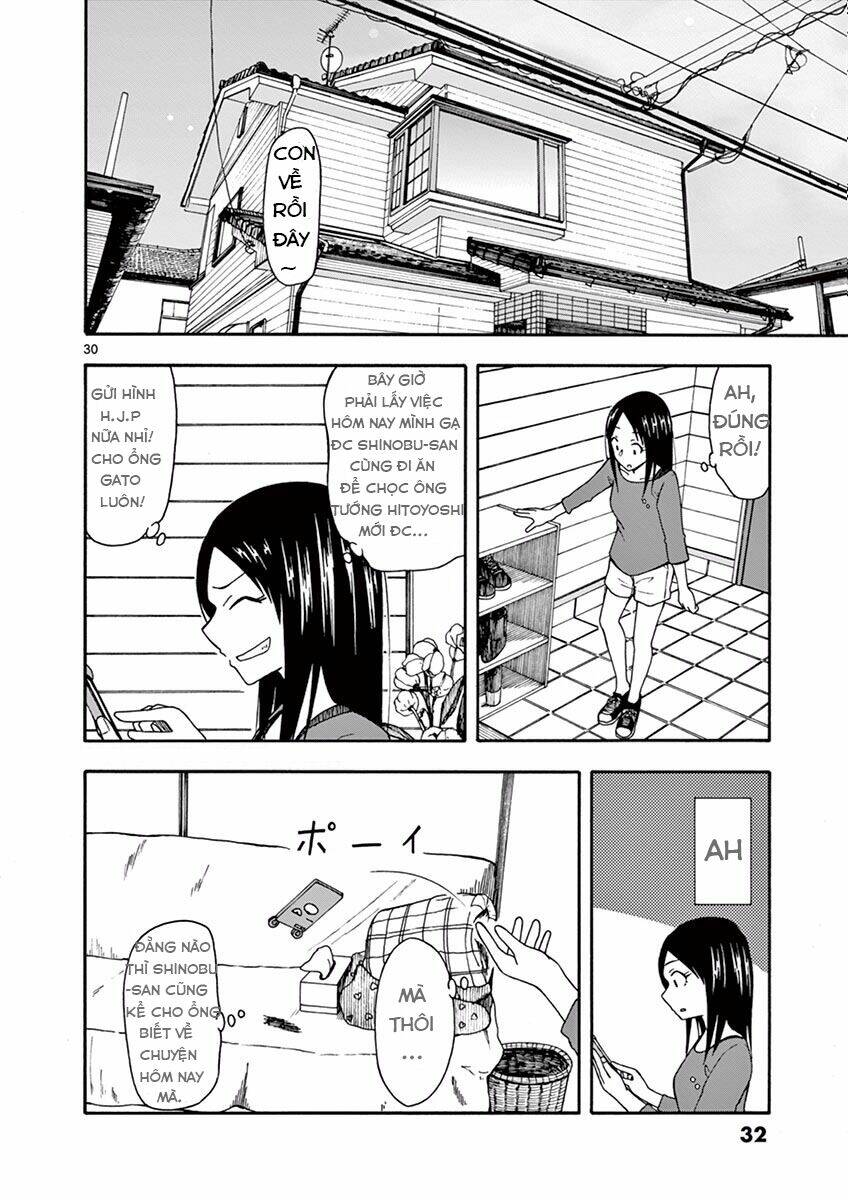 CON
VỀ
RỒI
ĐÂY
~
30
AH,
ĐÚNG
RỒI!
BÂY GIỜ
PHẢI LẤY VIỆC
HÔM NAY MÌNH GẠ
ĐC SHINOBU-SAN
CÙNG ĐI ĂN
ĐỂ CHỌC ÔNG
TƯỚNG HITOYOSHI
MỚI ĐC...
GỬI HÌNH
H.J.P
NỮA NHỈ!
CHO ỔNG
GATO
LUÔN!
AH
ポーイ
MÀ
THÔI
...
ĐẰNG NÀO
THÌ SHINOBU
-SAN CŨNG
KỂ CHO ỔNG
BIẾT VỀ
CHUYỆN
HÔM NAY
MÀ.
32